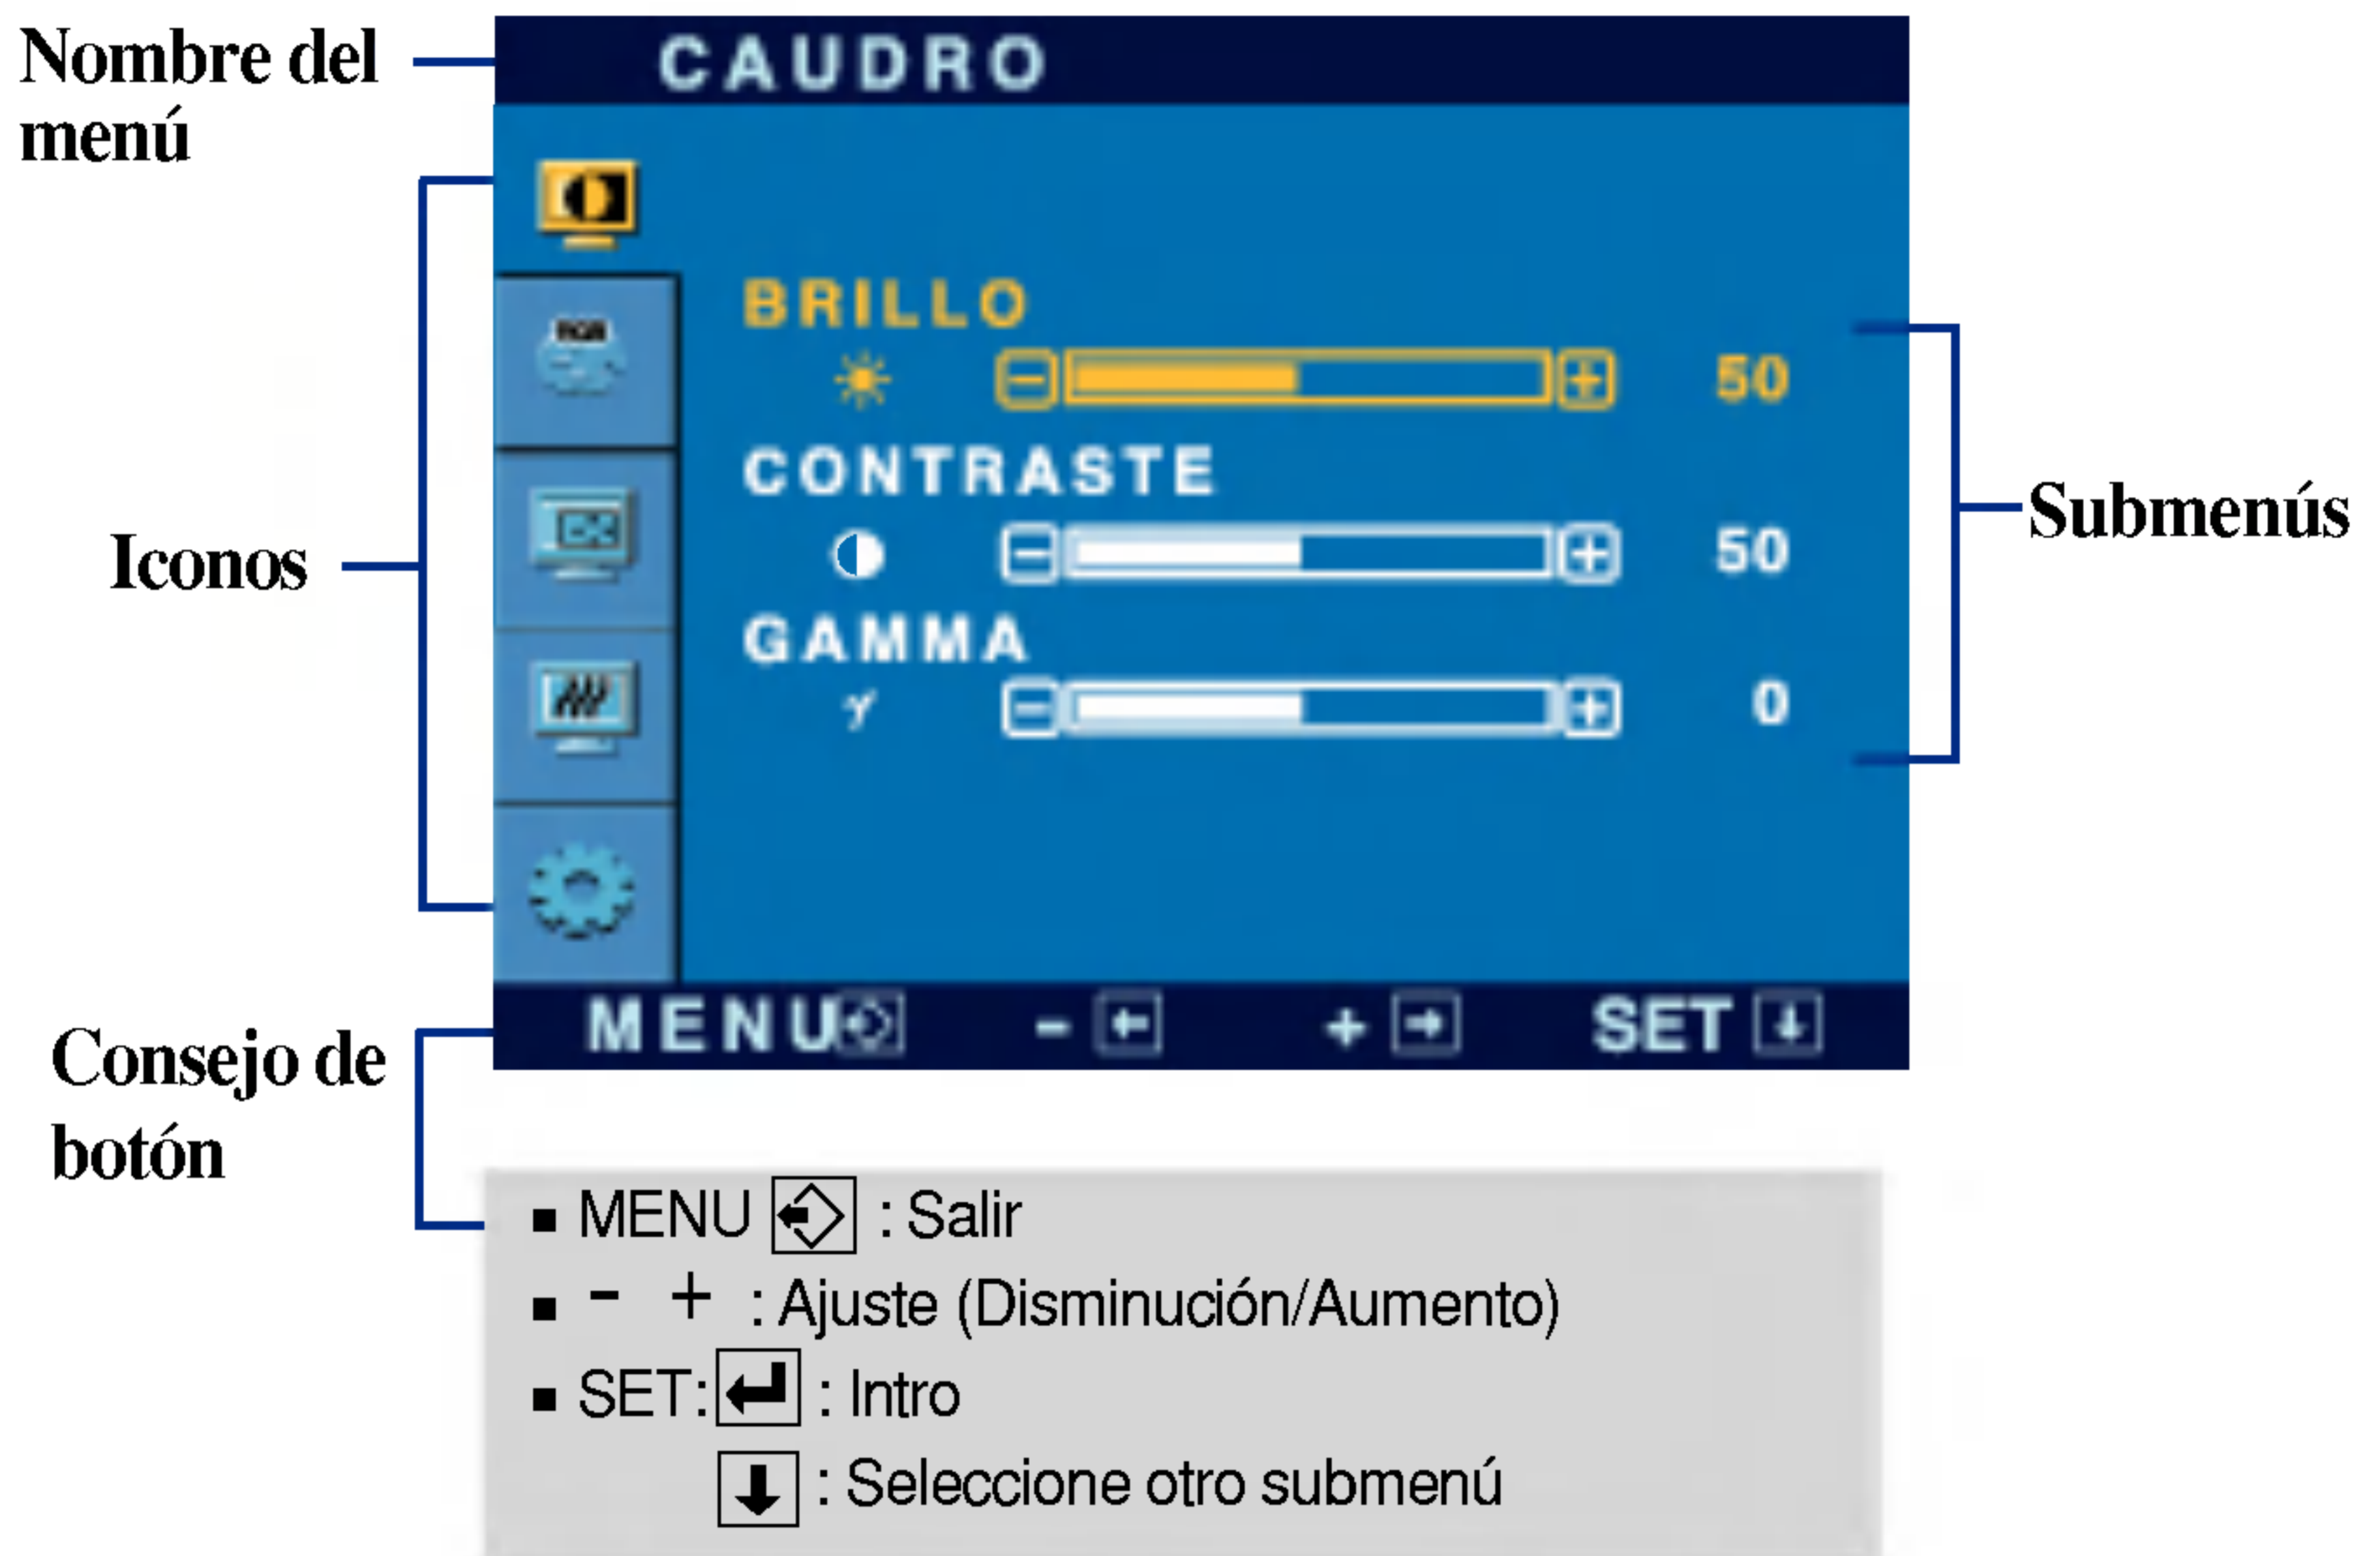 Nombre del
menú
CAUDRO
BRILLO
50
CONTRASTE
50
GAMMA
γ 0
Iconos
Submenús
RGB
MENU - + SET
Consejo de
botón
■ MENU : Salir
■ - + : Ajuste (Disminución/Aumento)
■ SET: : Intro
: Seleccione otro submenú